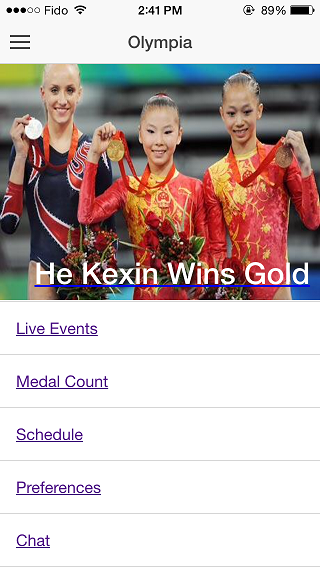 Fido 2:41 PM 89%
Olympia
He Kexin Wins Gold
Live Events
Medal Count
Schedule
Preferences
Chat